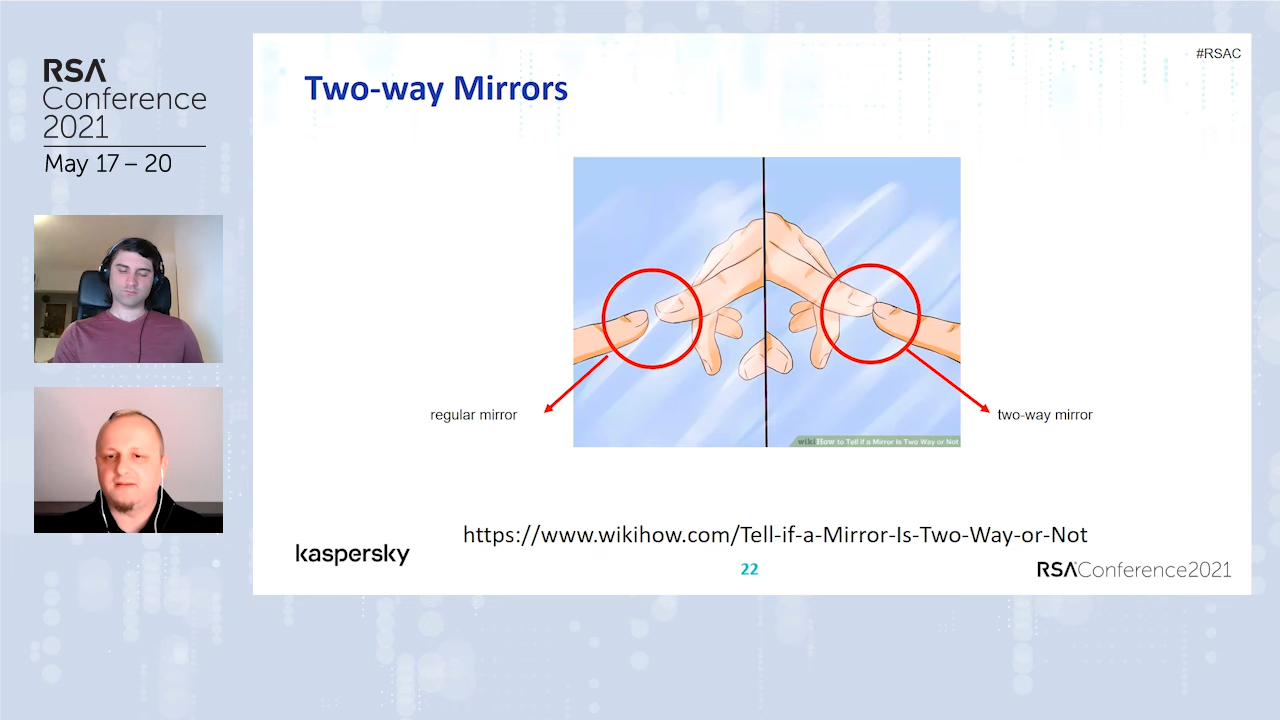 RSA
Conference
2021
May 17 – 20
#RSAC
Two-way Mirrors
regular mirror
two-way mirror
wikiHow to Tell if a Mirror Is Two Way or Not
https://www.wikihow.com/Tell-if-a-Mirror-Is-Two-Way-or-Not
kaspersky
22
RSAConference2021